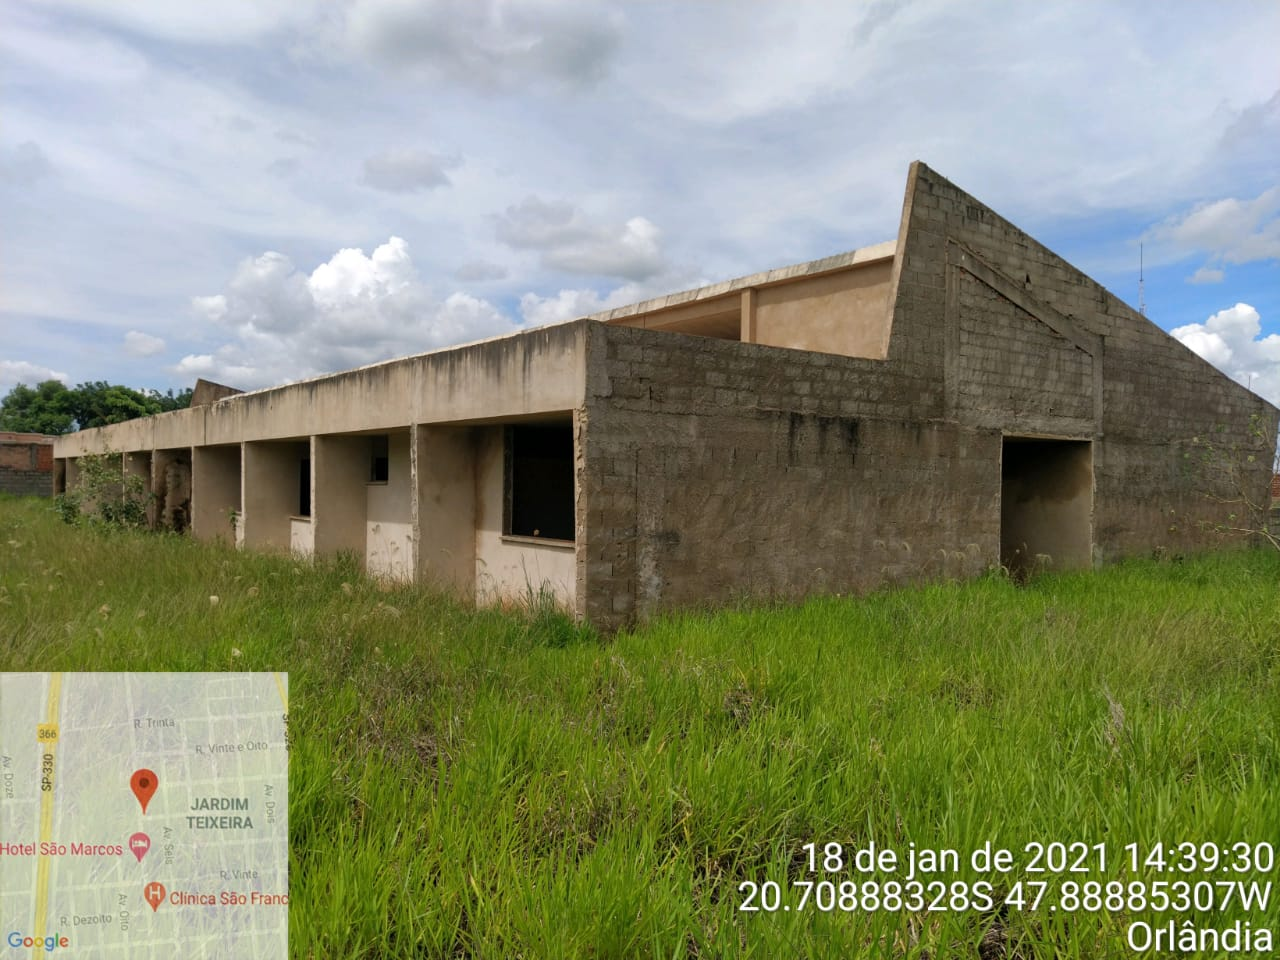 R. Trinta
366
R. Vinte e Oito
SP-330
Av. Doze
Av. Dois
JARDIM
TEIXEIRA
Av. Seis
Hotel São Marcos
R. Vinte
H
Clínica São Franc
Av. Oito
R. Dezoito
Google
18 de jan de 2021 14:39:30
20.70888328S 47.88885307W
Orlândia